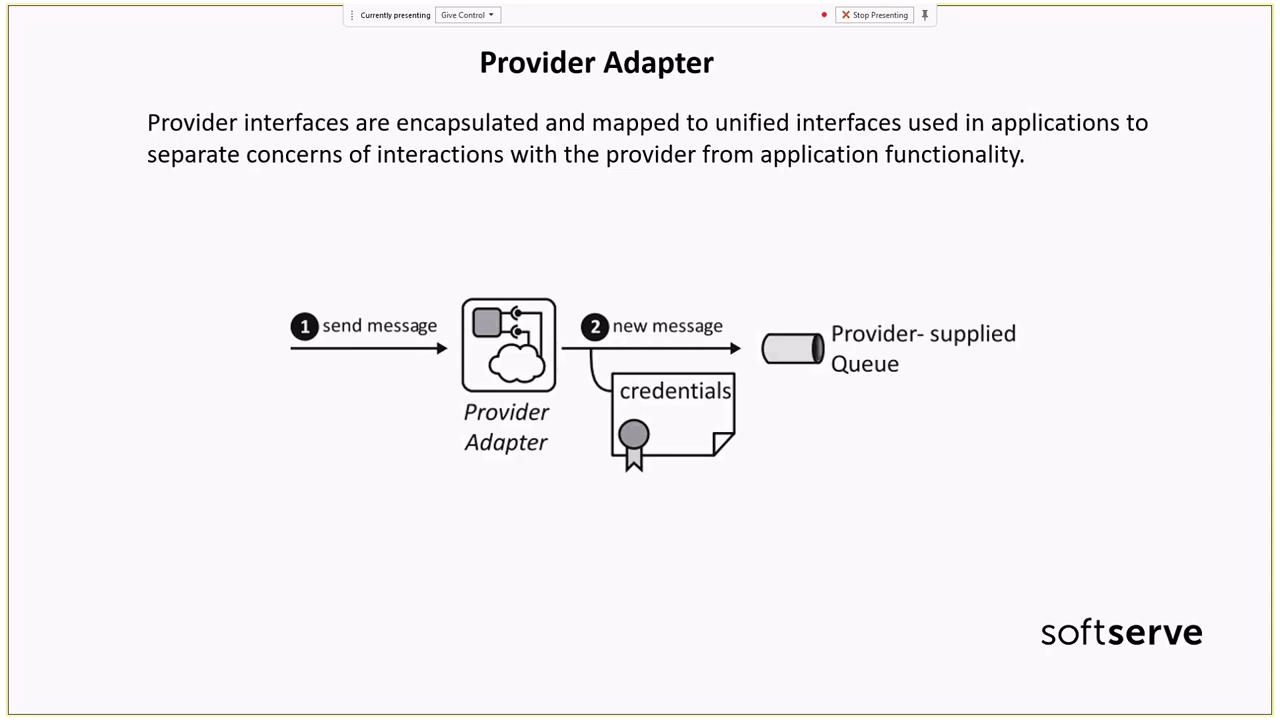 Currently presenting Give Control Stop Presenting
Provider Adapter
Provider interfaces are encapsulated and mapped to unified interfaces used in applications to
separate concerns of interactions with the provider from application functionality.
1 send message
2 new message
Provider- supplied
Queue
credentials
Provider
Adapter
softserve